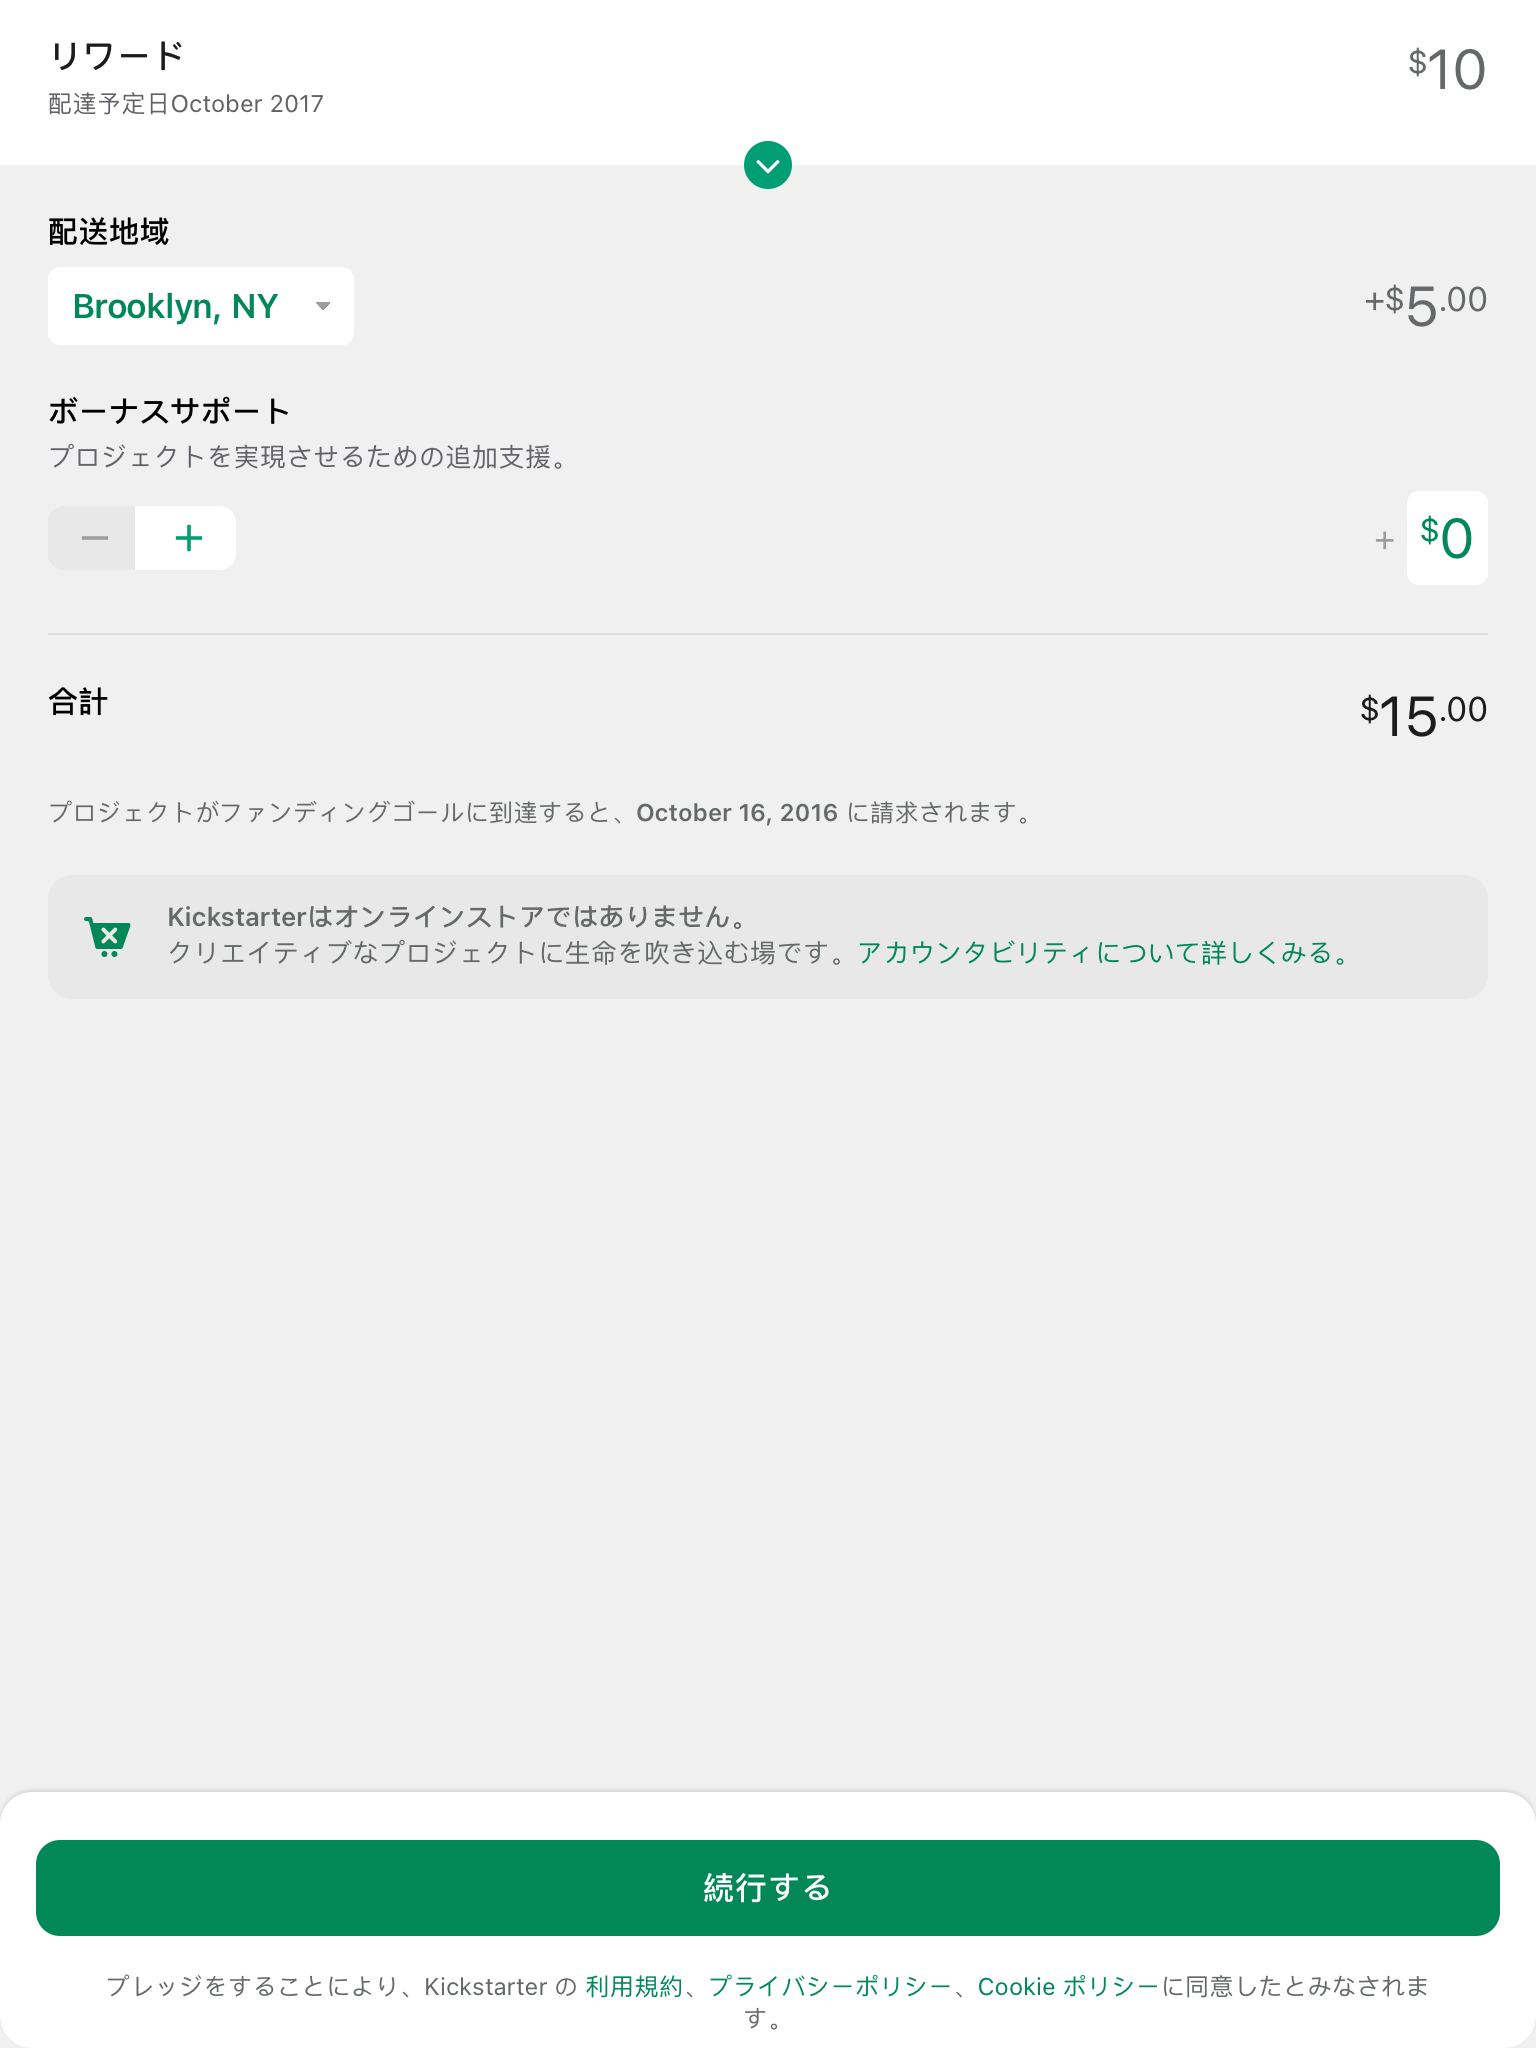 リワード
$10
配達予定日October 2017
配送地域
Brooklyn, NY
+$5.00
ボーナスサポート
プロジェクトを実現させるための追加支援。
− +
+ $0
合計
$15.00
プロジェクトがファンディングゴールに到達すると、October 16, 2016 に請求されます。
Kickstarterはオンラインストアではありません。
クリエイティブなプロジェクトに生命を吹き込む場です。アカウンタビリティについて詳しくみる。
続行する
プレッジをすることにより、Kickstarter の 利用規約、プライバシーポリシー、Cookie ポリシーに同意したとみなされま
す。